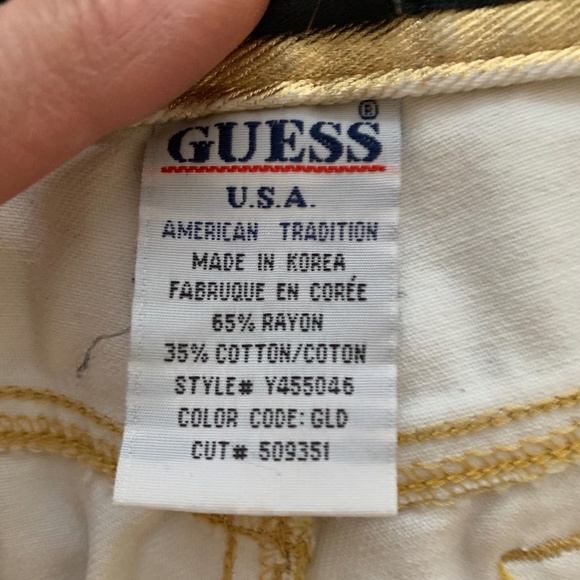 GUESS®
U.S.A.
AMERICAN TRADITION
MADE IN KOREA
FABRUQUE EN CORÉE
65% RAYON
35% COTTON/COTON
STYLE# Y455046
COLOR CODE: GLD
CUT# 509351